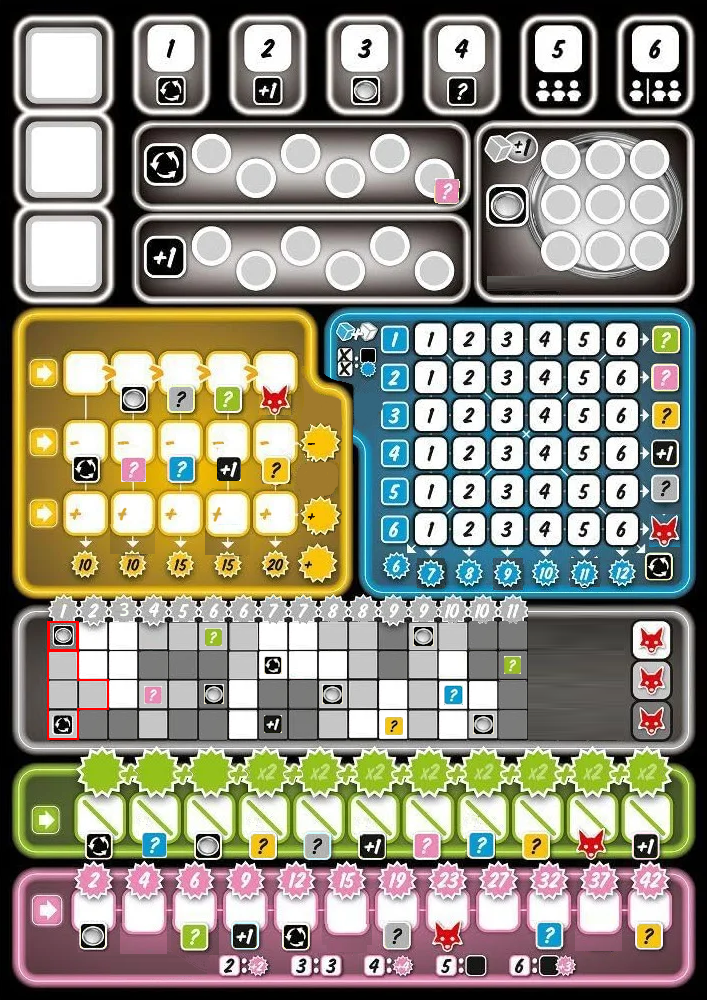 1 2 3 4 5 6
+1 ?
±1
?
+1
4 1 1 2 3 4 5 6 ?
X:
X: 2 1 2 3 4 5 6 ?
? ?
3 1 2 3 4 5 6 ?
- - - - - -
4 1 2 3 4 5 6 +1
? ? +1 ?
5 1 2 3 4 5 6 ?
+ + + + + +
6 1 2 3 4 5 6
10 10 15 15 20 +
6 7 8 9 10 11 12
1 2 3 4 5 6 6 7 7 8 8 9 9 10 10 11
?
?
? ?
+1 ?
+ + + x2 + x2 + x2 + x2 + x2 + x2 + x2 + x2
? ? ? +1 ? ? ? +1
2 4 6 9 12 15 19 23 27 32 37 42
? +1 ? ? ?
2:+2 3:3 4:+4 5: 6: +3